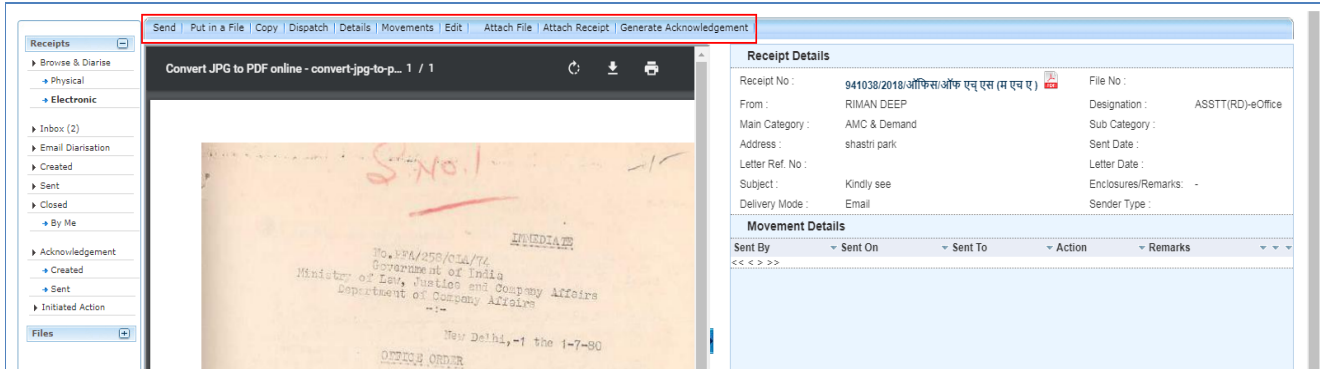 Send | Put in a File | Copy | Dispatch | Details | Movements | Edit | Attach File | Attach Receipt | Generate Acknowledgement
Receipts
Browse & Diarise
Physical
Electronic
Inbox (2)
Email Diarisation
Created
Sent
Closed
By Me
Acknowledgement
Created
Sent
Initiated Action
Files
Convert JPG to PDF online - convert-jpg-to-p... 1 / 1
S.No.1
IMMEDIATE
No.PFA/258/CLA/74
Government of India
Ministry of Law, Justice and Company Affairs
Department of Company Affairs
-:-
New Delhi,-1 the 1-7-80
OFFICE ORDER
Receipt Details
Receipt No : 941038/2018/ऑफिस/ऑफ एच् एस (म एच ए ) File No :
From : RIMAN DEEP Designation : ASSTT(RD)-eOffice
Main Category : AMC & Demand Sub Category :
Address : shastri park Sent Date :
Letter Ref. No : Letter Date :
Subject : Kindly see Enclosures/Remarks: -
Delivery Mode : Email Sender Type :
Movement Details
Sent By Sent On Sent To Action Remarks
<< < > >>